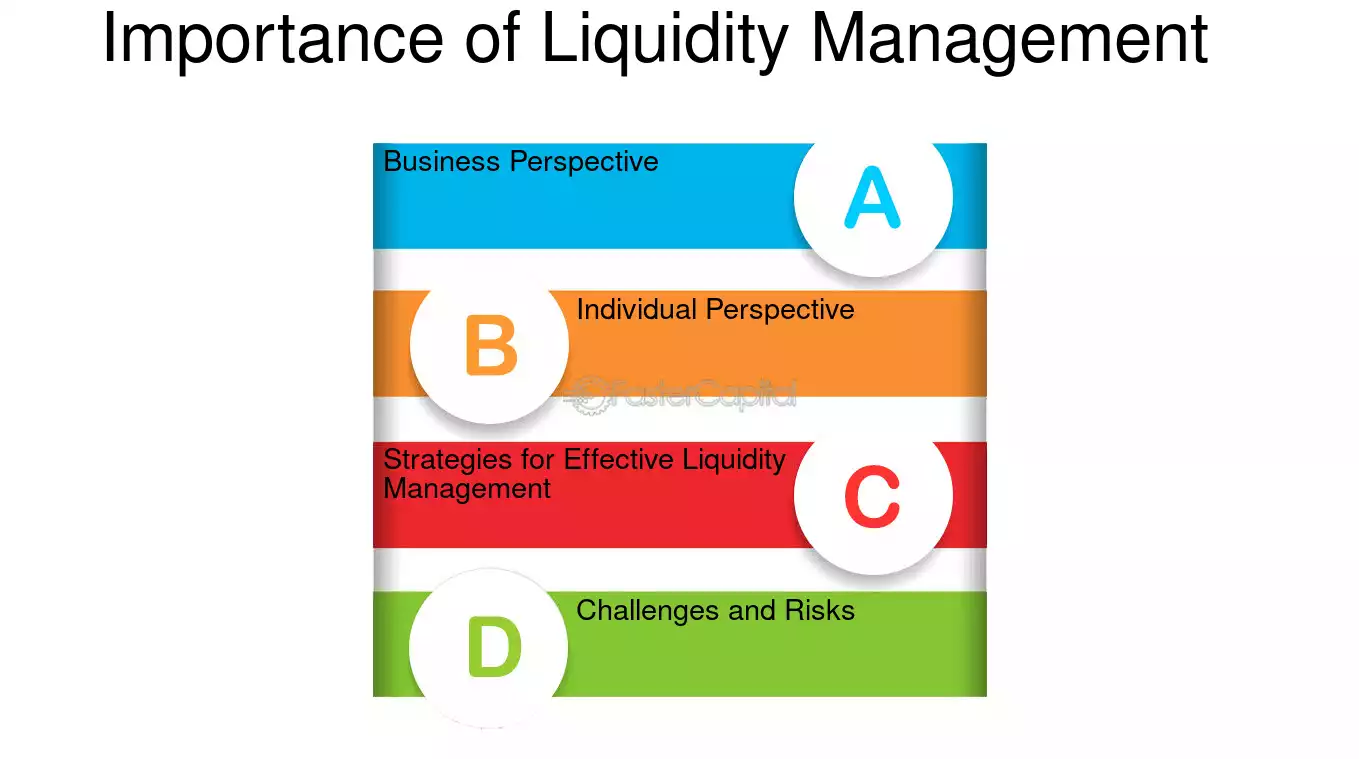 Importance of Liquidity Management
Business Perspective
A
B
Individual Perspective
FasterCapital
Strategies for Effective Liquidity
Management
C
D
Challenges and Risks